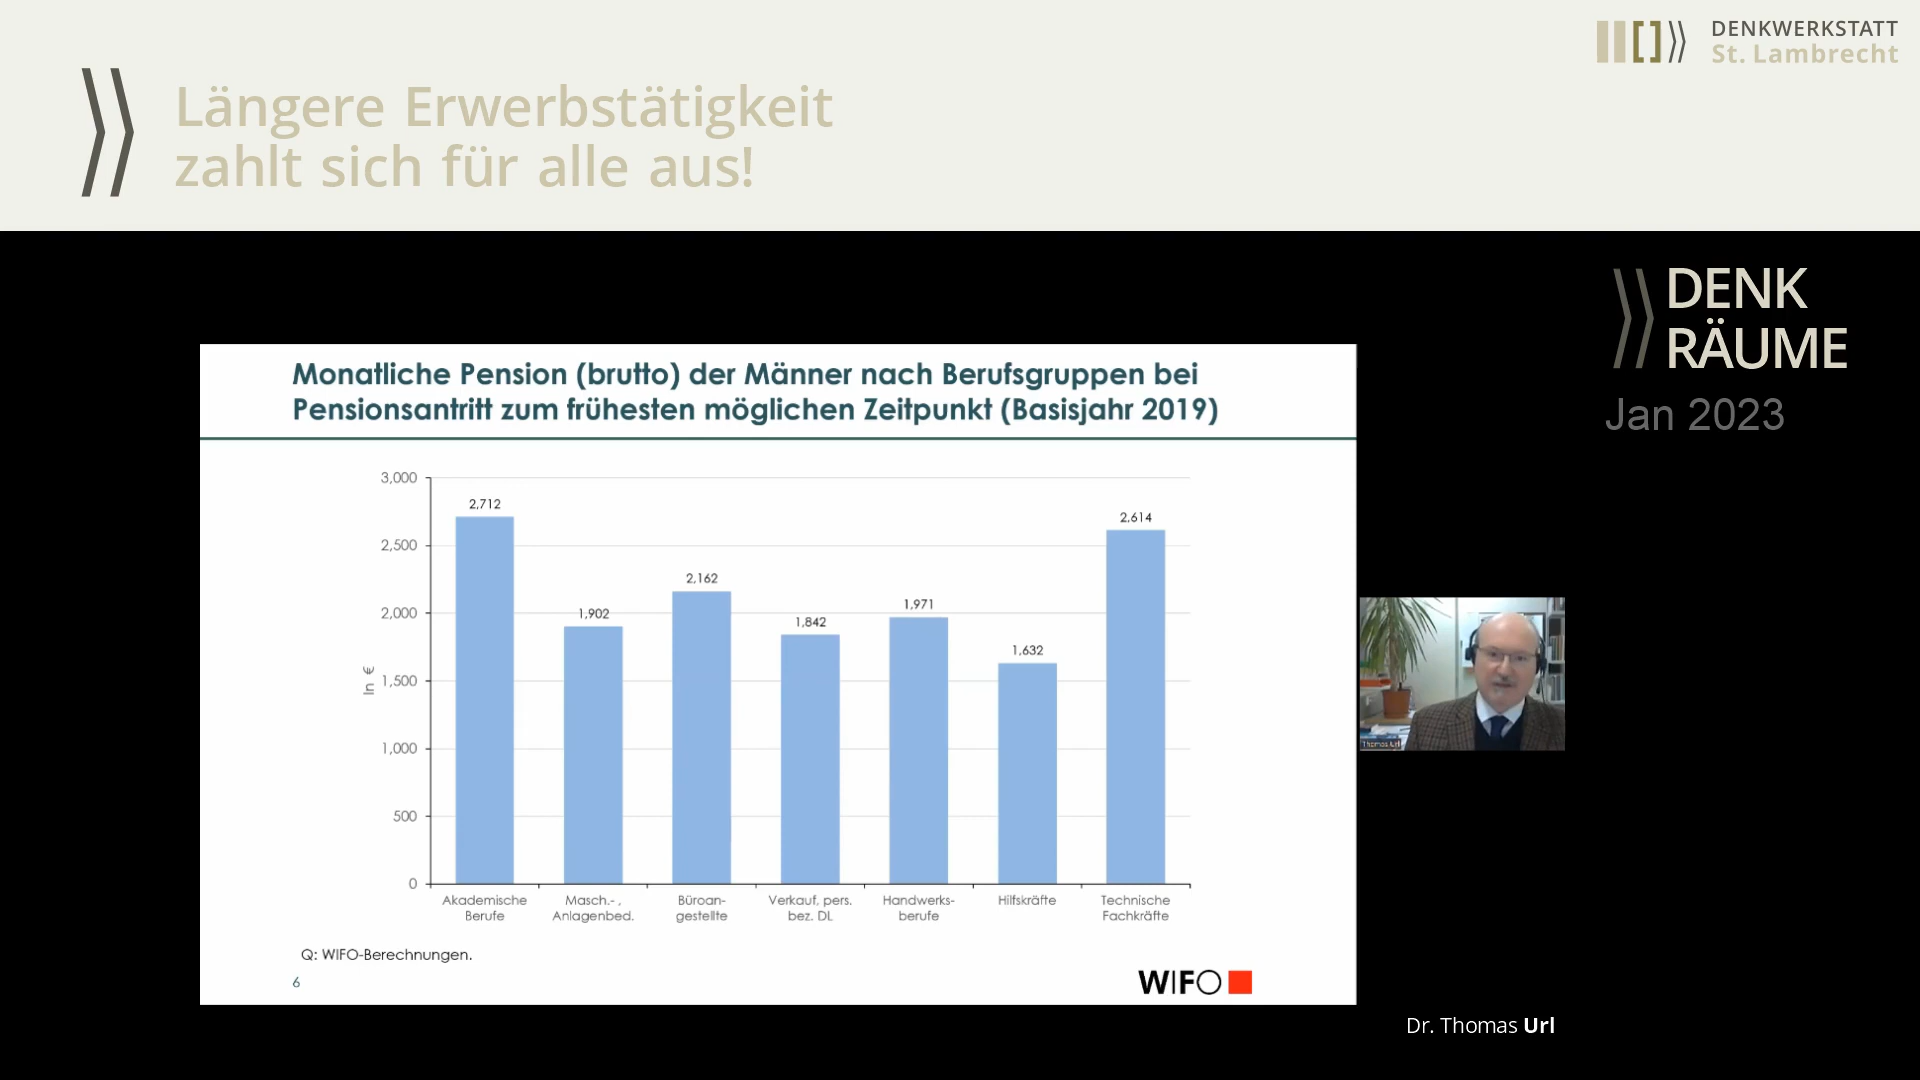 DENKWERKSTATT
St. Lambrecht
Längere Erwerbstätigkeit
zahlt sich für alle aus!
DENK
RÄUME
Jan 2023
Monatliche Pension (brutto) der Männer nach Berufsgruppen bei
Pensionsantritt zum frühesten möglichen Zeitpunkt (Basisjahr 2019)
In €
3,000
2,500
2,000
1,500
1,000
500
0
2,712
1,902
2,162
1,842
1,971
1,632
2,614
Akademische
Berufe
Masch.- ,
Anlagenbed.
Büroan-
gestellte
Verkauf, pers.
bez. DL
Handwerks-
berufe
Hilfskräfte
Technische
Fachkräfte
Q: WIFO-Berechnungen.
6
WIFO
Thomas Url
Dr. Thomas Url